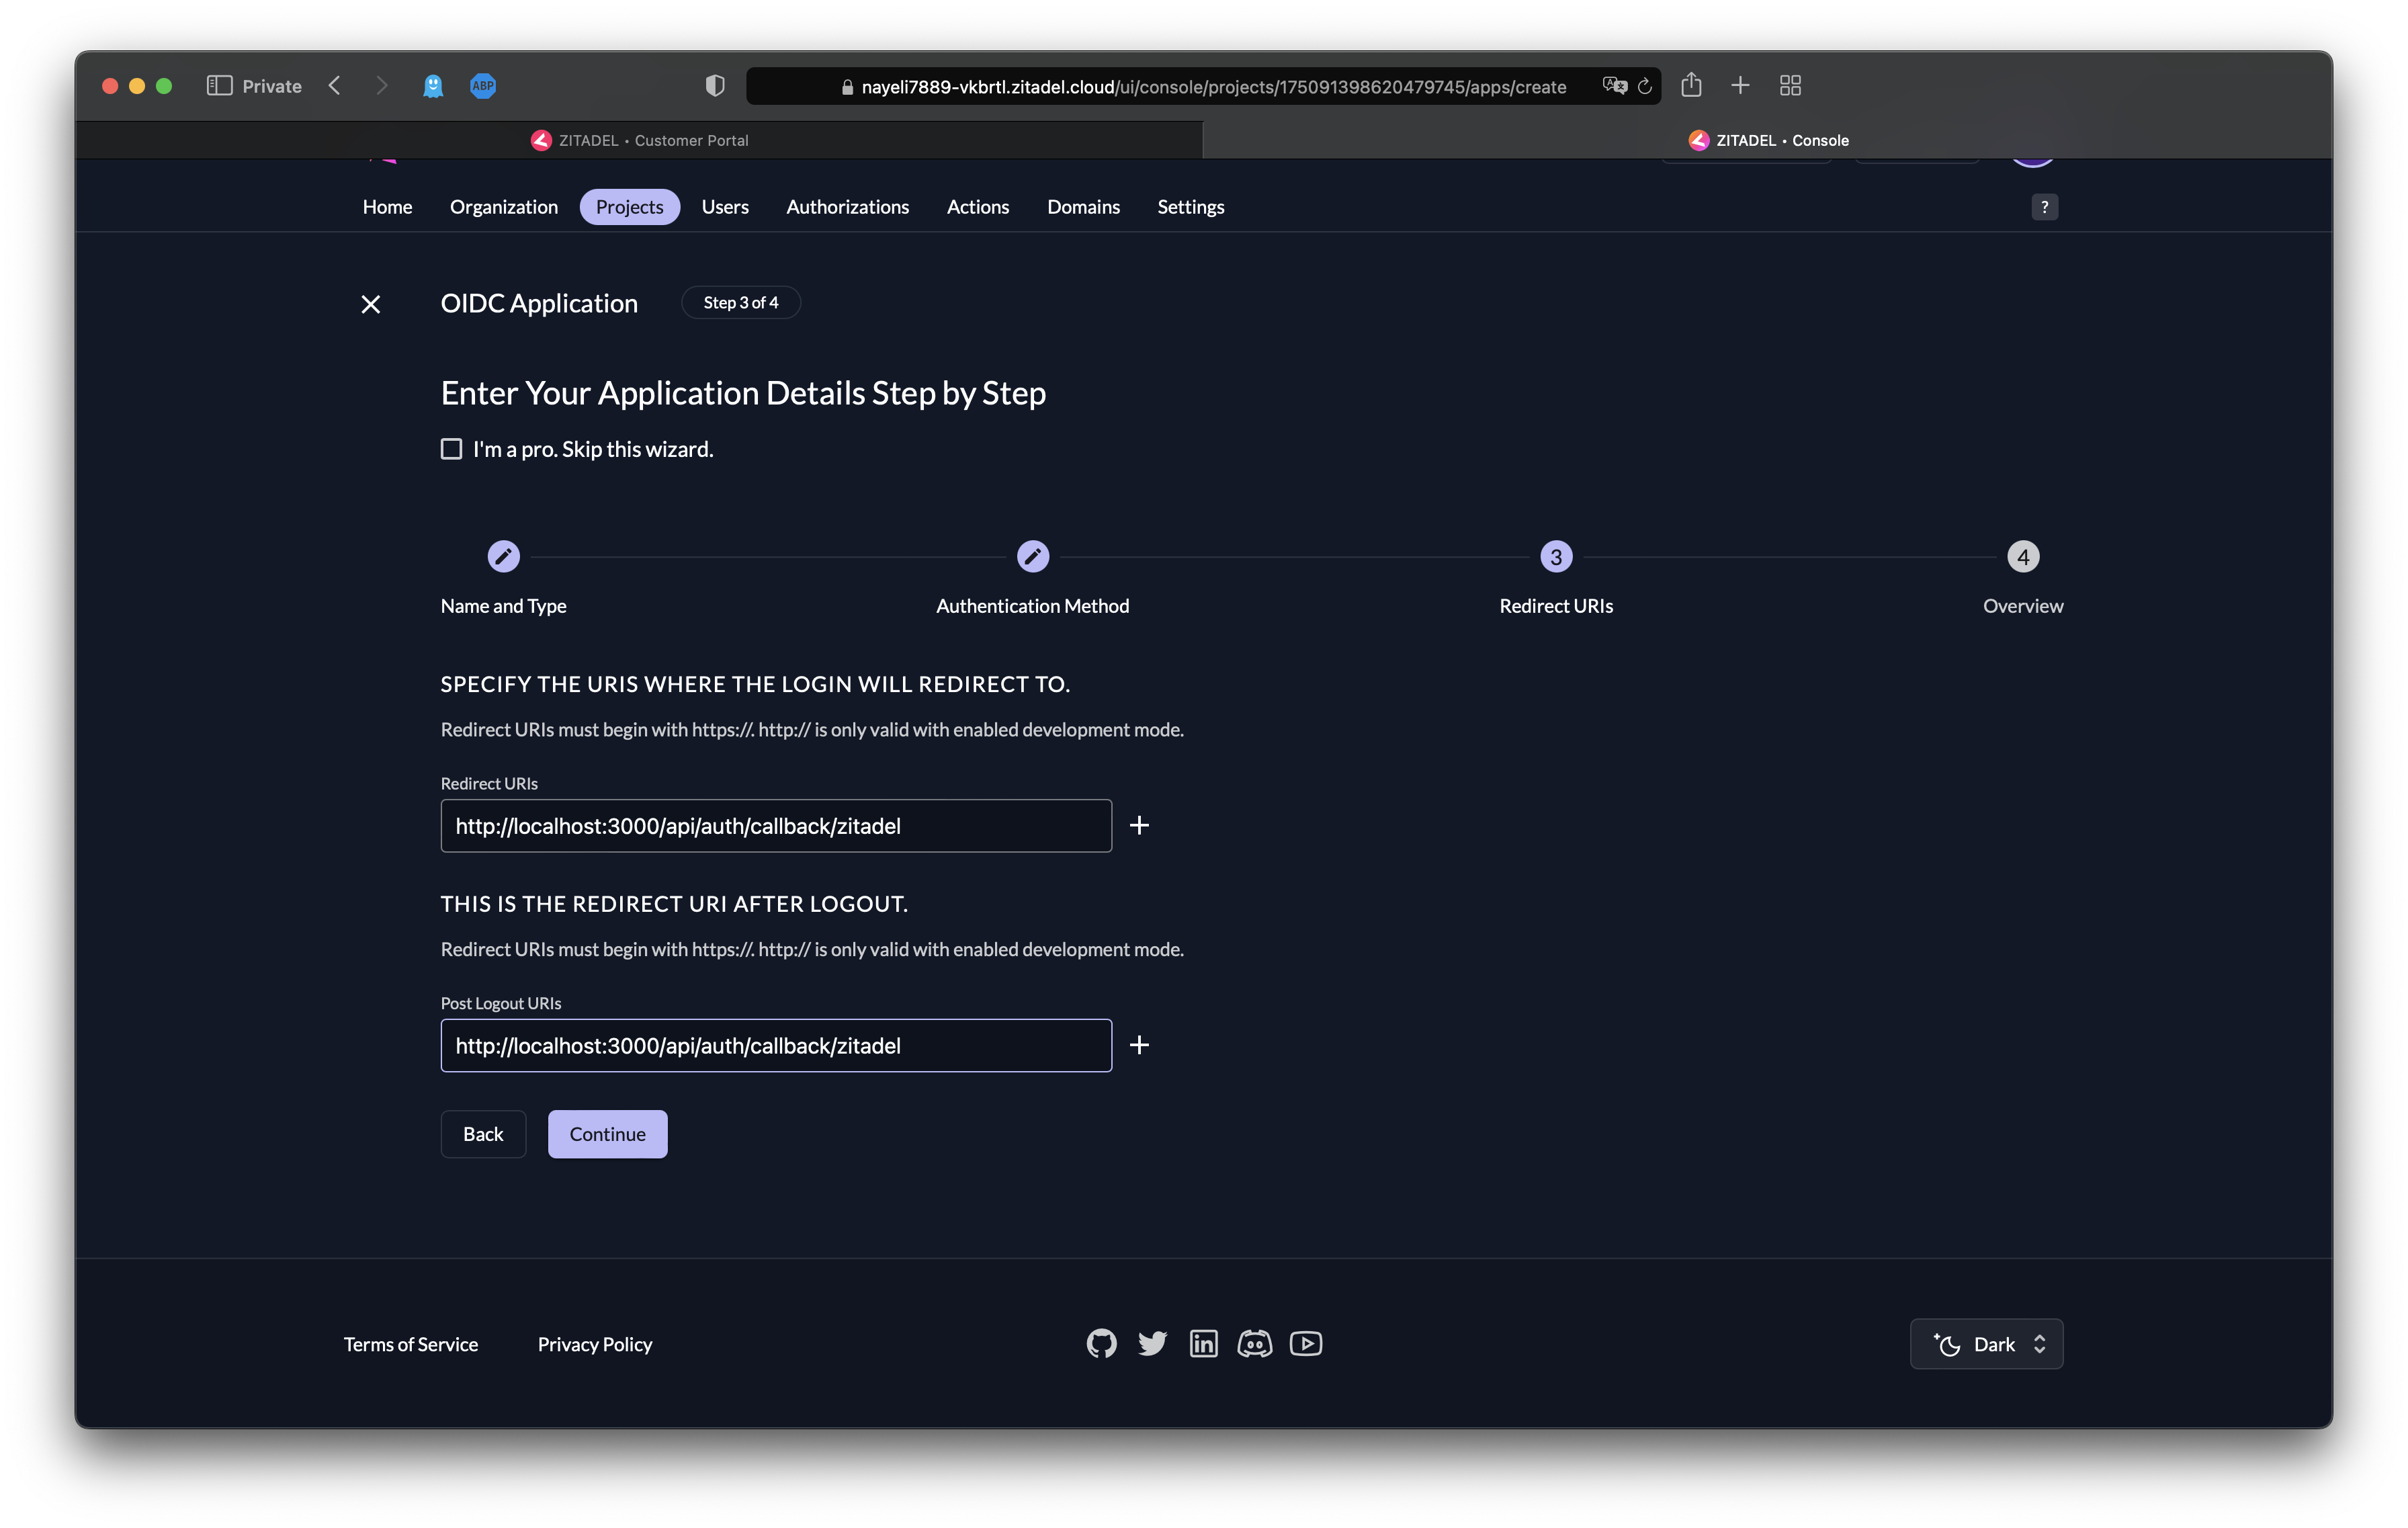 Private
ABP
nayeli7889-vkbrtl.zitadel.cloud/ui/console/projects/175091398620479745/apps/create
ZITADEL • Customer Portal
ZITADEL • Console
Home Organization Projects Users Authorizations Actions Domains Settings ?
OIDC Application Step 3 of 4
Enter Your Application Details Step by Step
I'm a pro. Skip this wizard.
3 4
Name and Type Authentication Method Redirect URIs Overview
SPECIFY THE URIS WHERE THE LOGIN WILL REDIRECT TO.
Redirect URIs must begin with https://. http:// is only valid with enabled development mode.
Redirect URIs
http://localhost:3000/api/auth/callback/zitadel
THIS IS THE REDIRECT URI AFTER LOGOUT.
Redirect URIs must begin with https://. http:// is only valid with enabled development mode.
Post Logout URIs
http://localhost:3000/api/auth/callback/zitadel
Back Continue
Terms of Service Privacy Policy in Dark